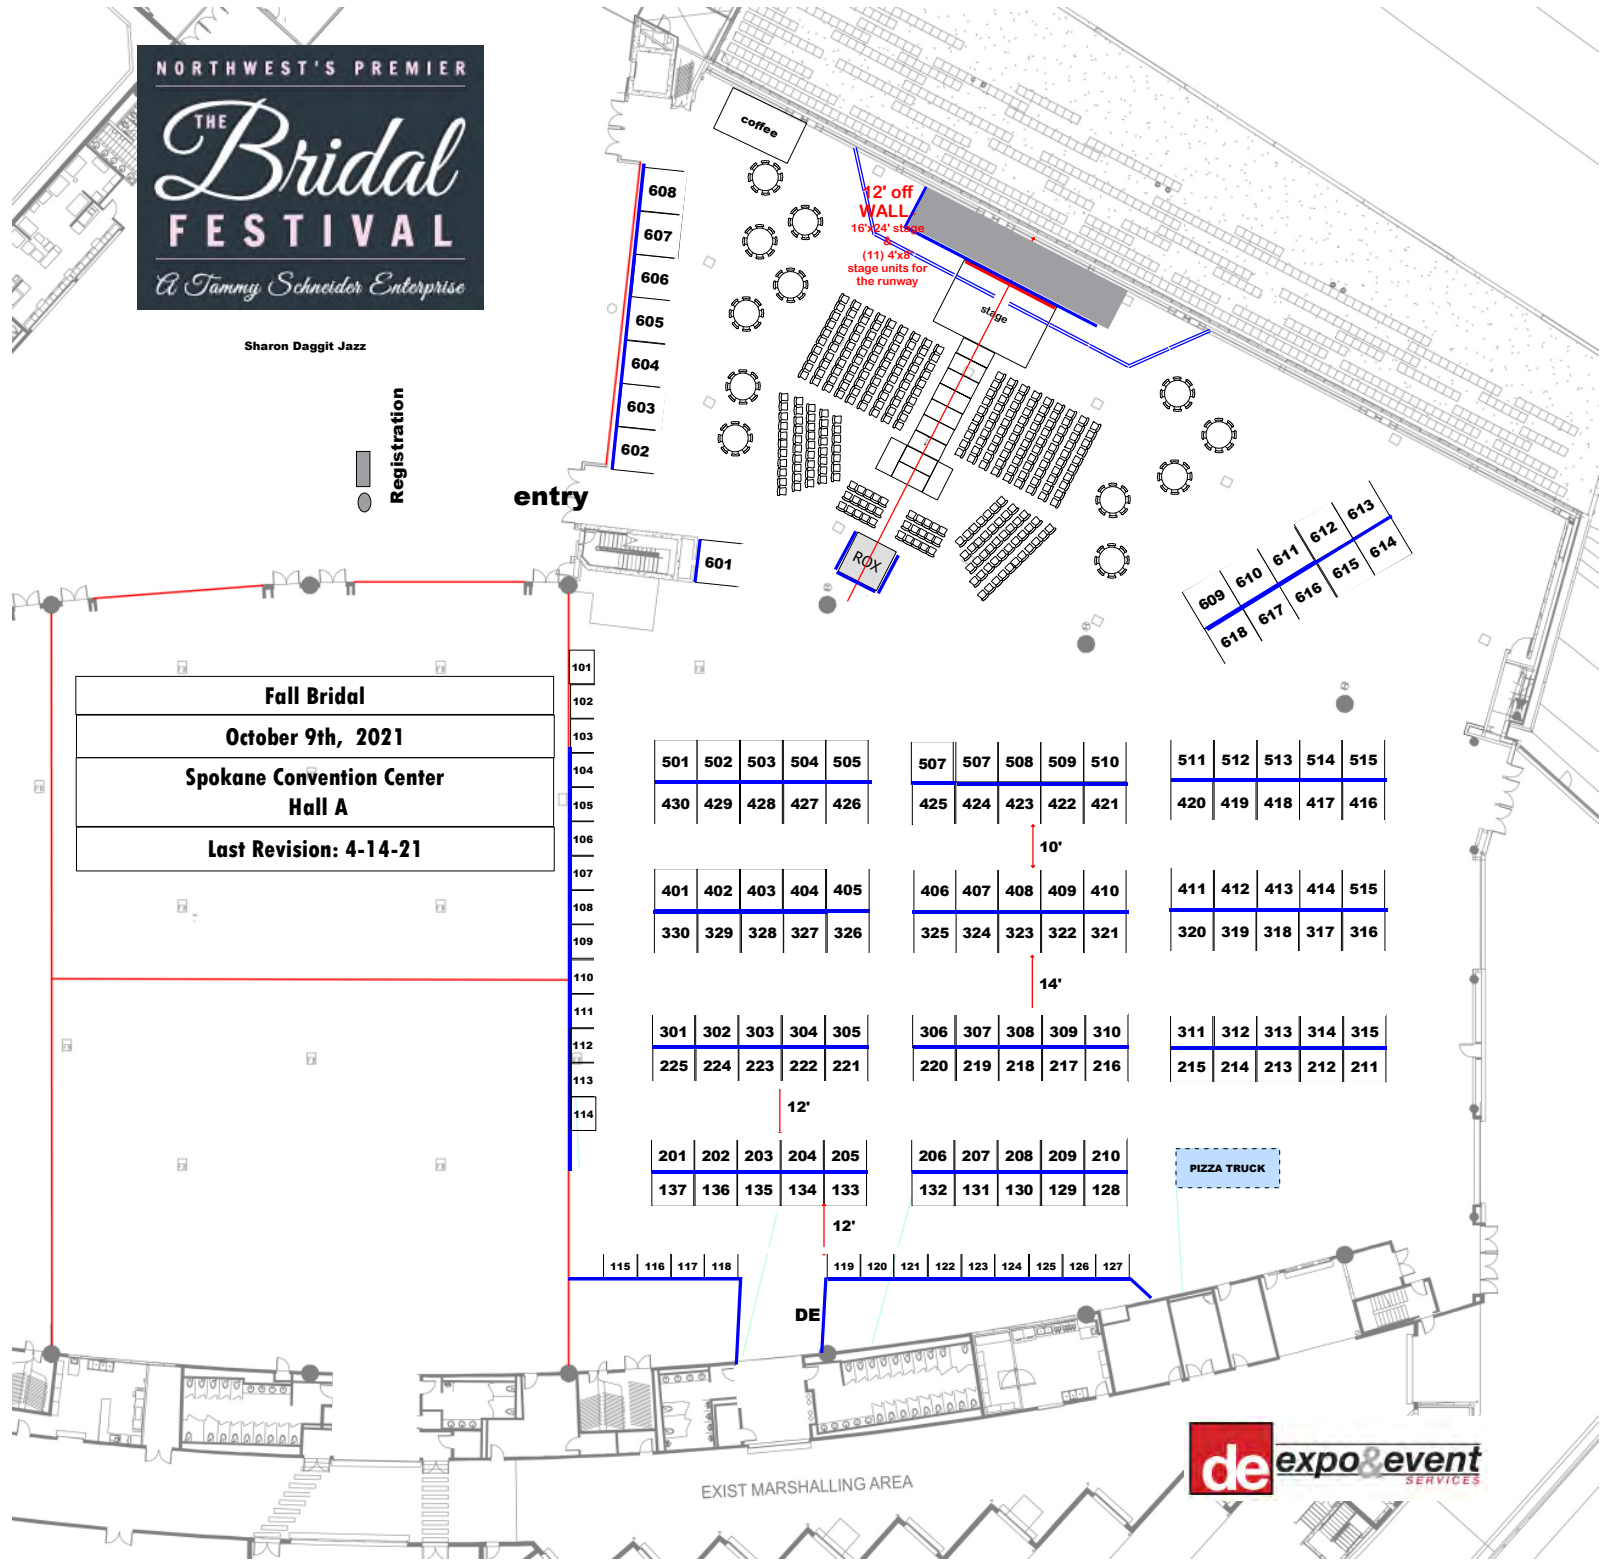 NORTHWEST'S PREMIER
THE
Bridal
FESTIVAL
A Tammy Schneider Enterprise
Sharon Daggit Jazz
Registration
entry
coffee
12' off
WALL.
16'x24' stage
&
(11) 4'x8'
stage units for
the runway
stage
ROX
608
607
606
605
604
603
602
601
609 610 611 612 613
618 617 616 615 614
Fall Bridal
October 9th, 2021
Spokane Convention Center
Hall A
Last Revision: 4-14-21
101
102
103
104
105
106
107
108
109
110
111
112
113
114
501 502 503 504 505 507 507 508 509 510 511 512 513 514 515
430 429 428 427 426 425 424 423 422 421 420 419 418 417 416
10'
401 402 403 404 405 406 407 408 409 410 411 412 413 414 515
330 329 328 327 326 325 324 323 322 321 320 319 318 317 316
14'
301 302 303 304 305 306 307 308 309 310 311 312 313 314 315
225 224 223 222 221 220 219 218 217 216 215 214 213 212 211
12'
201 202 203 204 205 206 207 208 209 210
PIZZA TRUCK
137 136 135 134 133 132 131 130 129 128
12'
115 116 117 118 119 120 121 122 123 124 125 126 127
DE
EXIST MARSHALLING AREA
de expo&event
SERVICES